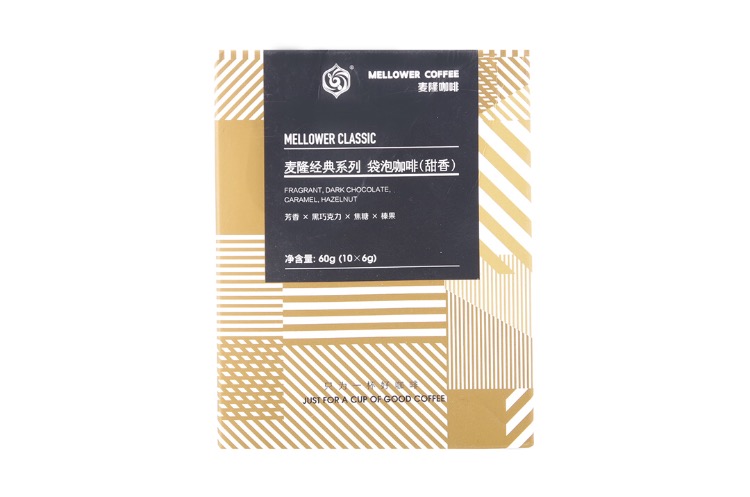 MELLOWER COFFEE
麦隆咖啡
MELLOWER CLASSIC
麦隆经典系列 袋泡咖啡(甜香)
FRAGRANT, DARK CHOCOLATE,
CARAMEL, HAZELNUT
芳香 × 黑巧克力 × 焦糖 × 榛果
净含量: 60g (10×6g)
只为一杯好咖啡
JUST FOR A CUP OF GOOD COFFEE